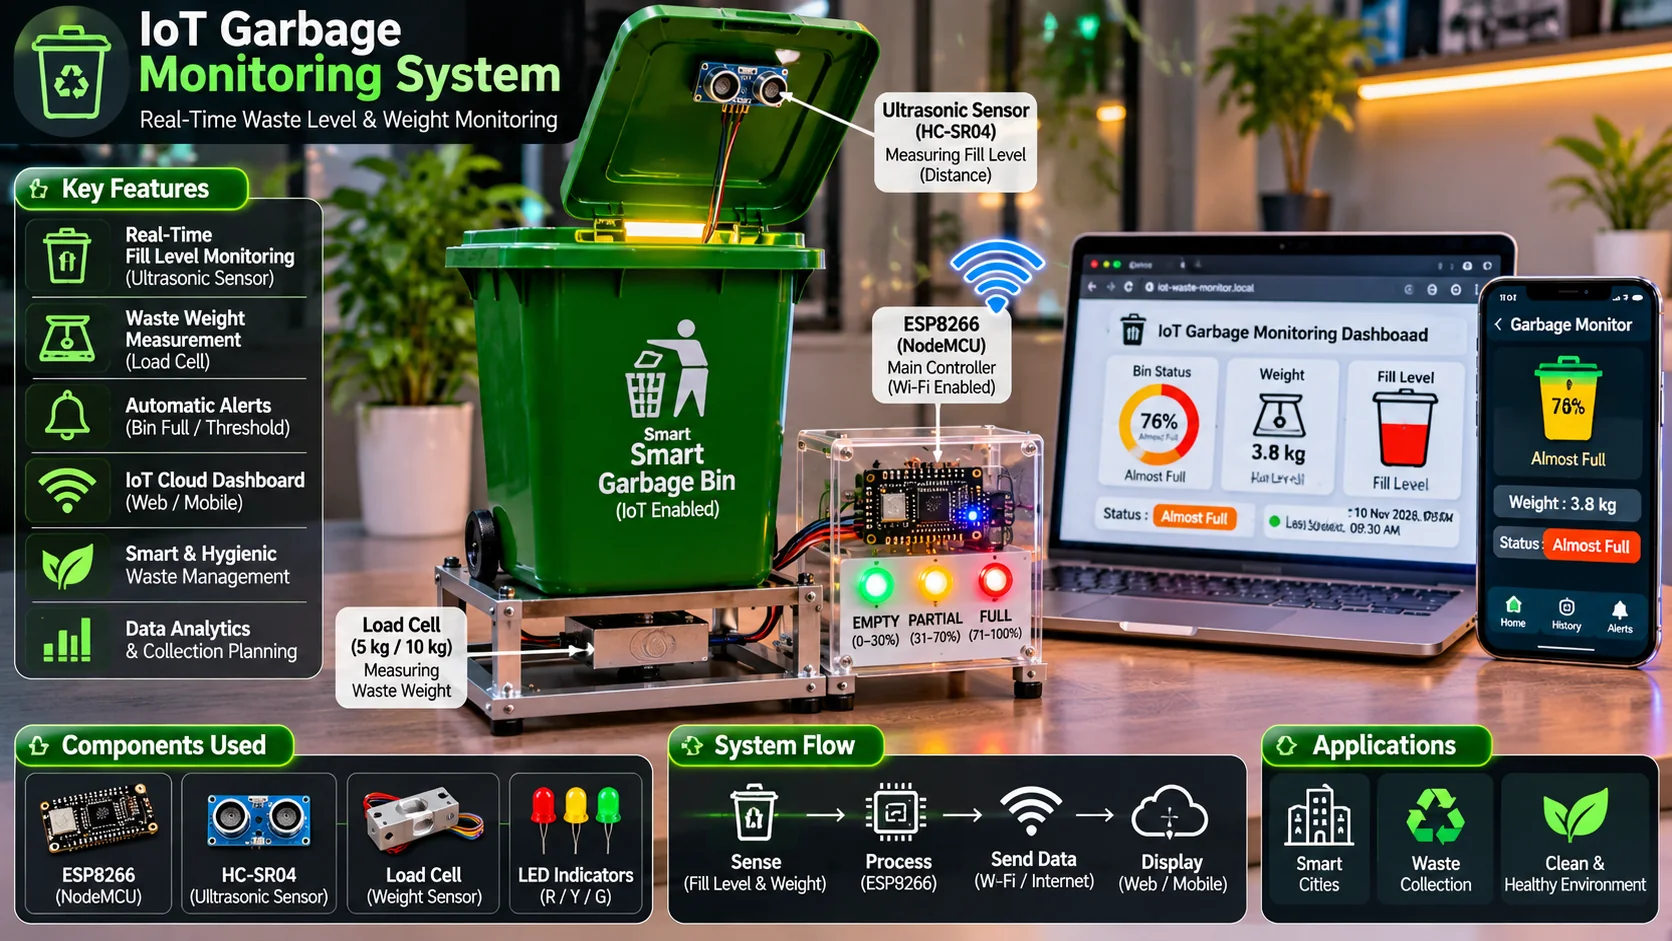 IoT Garbage
Monitoring System
Real-Time Waste Level & Weight Monitoring
Key Features
Real-Time
Fill Level Monitoring
(Ultrasonic Sensor)
Waste Weight
Measurement
(Load Cell)
Automatic Alerts
(Bin Full / Threshold)
IoT Cloud Dashboard
(Web / Mobile)
Smart & Hygienic
Waste Management
Data Analytics
& Collection Planning
Ultrasonic Sensor
(HC-SR04)
Measuring Fill Level
(Distance)
ESP8266
(NodeMCU)
Main Controller
(Wi-Fi Enabled)
Smart
Smart
Garbage Bin
(IoT Enabled)
Load Cell
(5 kg / 10 kg)
Measuring
Waste Weight
EMPTY
(0-30%)
PARTIAL
(31-70%)
FULL
(71-100%)
iot-waste-monitor.local
IoT Garbage Monitoring Dashboaad
Bin Status
76%
Almost Full
Weight
3.8 kg
Fill Level
Fill Level
Status : Almost Full
10 Nov 2028,
09:30 AM
Garbage Monitor
78%
Almost Full
Weight : 3.8 kg
Status: Almost Full
Home
History
Alerts
Components Used
ESP8266
(NodeMCU)
HC-SR04
(Ulltrasonic Sensor)
Load Cell
(Weight Sensor)
LED Indicators
(R / Y / G)
System Flow
Sense
(Fill Level & Weight)
Process
(ESP9266)
Send Data
(W-Fi / Internet)
Display
(Web / Mobile)
Applications
Smart
Cities
Waste
Collection
Clean &
Healthy Environment